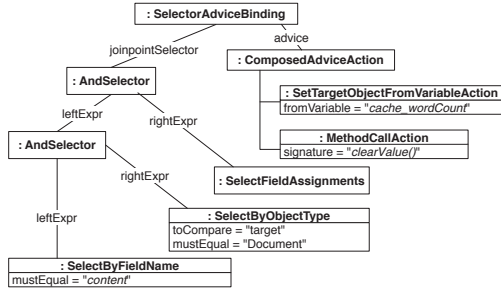 : SelectorAdviceBinding
joinpointSelector
advice
: AndSelector
: ComposedAdviceAction
: SetTargetObjectFromVariableAction
fromVariable = "cache_wordCount"
leftExpr
rightExpr
: MethodCallAction
signature = "clearValue()"
: AndSelector
: SelectFieldAssignments
rightExpr
leftExpr
: SelectByObjectType
toCompare = "target"
mustEqual = "Document"
: SelectByFieldName
mustEqual = "content"